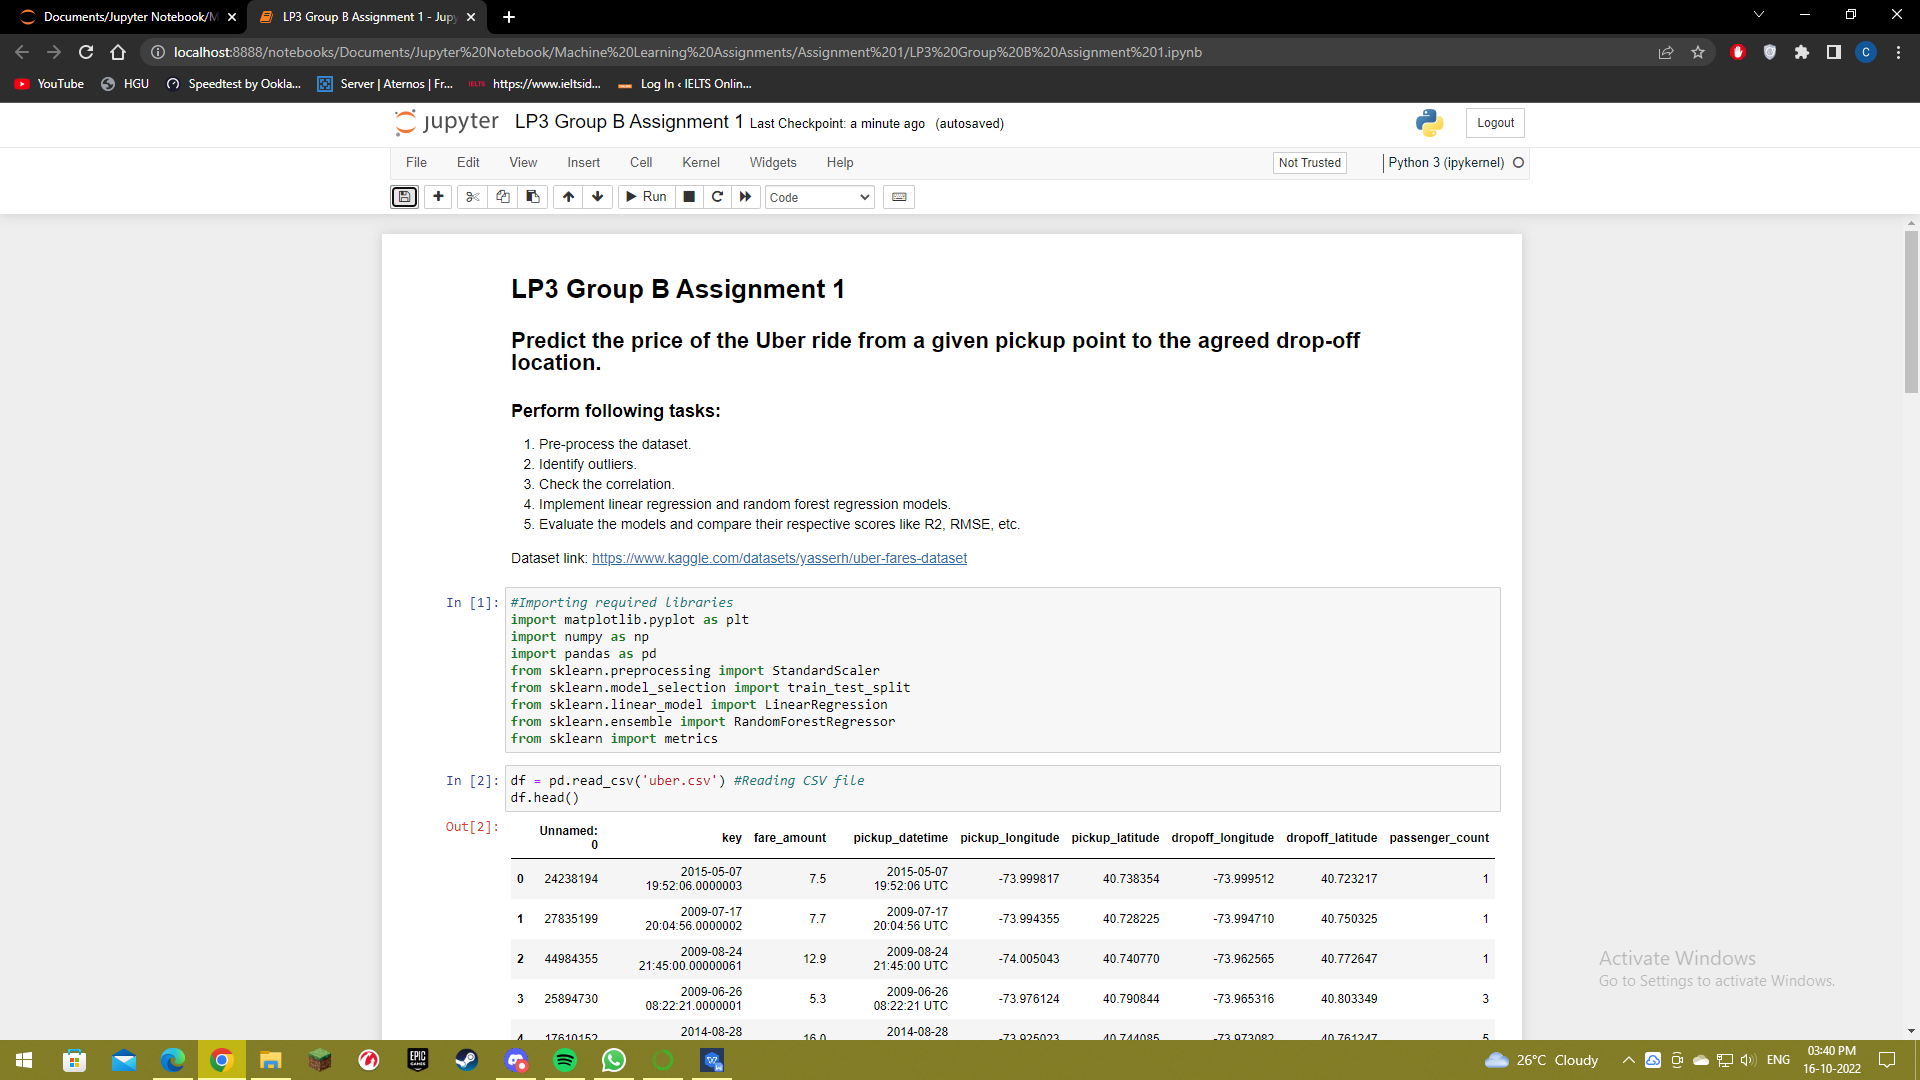 Documents/Jupyter Notebook/M
LP3 Group B Assignment 1 - Jupy
localhost:8888/notebooks/Documents/Jupyter%20Notebook/Machine%20Learning%20Assignments/Assignment%201/LP3%20Group%20B%20Assignment%201.ipynb
C
YouTube HGU Speedtest by Ookla... Server | Aternos | Fr... IELTS https://www.ieltsid... Log In ‹ IELTS Onlin...
jupyter LP3 Group B Assignment 1 Last Checkpoint: a minute ago (autosaved) Logout
File Edit View Insert Cell Kernel Widgets Help Not Trusted Python 3 (ipykernel)
Run Code
LP3 Group B Assignment 1
Predict the price of the Uber ride from a given pickup point to the agreed drop-off
location.
Perform following tasks:
1. Pre-process the dataset.
2. Identify outliers.
3. Check the correlation.
4. Implement linear regression and random forest regression models.
5. Evaluate the models and compare their respective scores like R2, RMSE, etc.
Dataset link: https://www.kaggle.com/datasets/yasserh/uber-fares-dataset
In [1]: #Importing required libraries
import matplotlib.pyplot as plt
import numpy as np
import pandas as pd
from sklearn.preprocessing import StandardScaler
from sklearn.model_selection import train_test_split
from sklearn.linear_model import LinearRegression
from sklearn.ensemble import RandomForestRegressor
from sklearn import metrics
In [2]: df = pd.read_csv('uber.csv') #Reading CSV file
df.head()
Out[2]:
Unnamed: 0 key fare_amount pickup_datetime pickup_longitude pickup_latitude dropoff_longitude dropoff_latitude passenger_count
0 24238194 2015-05-07 19:52:06.0000003 7.5 2015-05-07 19:52:06 UTC -73.999817 40.738354 -73.999512 40.723217 1
1 27835199 2009-07-17 20:04:56.0000002 7.7 2009-07-17 20:04:56 UTC -73.994355 40.728225 -73.994710 40.750325 1
2 44984355 2009-08-24 21:45:00.00000061 12.9 2009-08-24 21:45:00 UTC -74.005043 40.740770 -73.962565 40.772647 1
3 25894730 2009-06-26 08:22:21.0000001 5.3 2009-06-26 08:22:21 UTC -73.976124 40.790844 -73.965316 40.803349 3
4 17610152 2014-08-28 16.0 2014-08-28 -73.925023 40.744085 -73.973082 40.761247 5
Activate Windows
Go to Settings to activate Windows.
EPIC GAMES
26°C Cloudy ENG 03:40 PM
16-10-2022